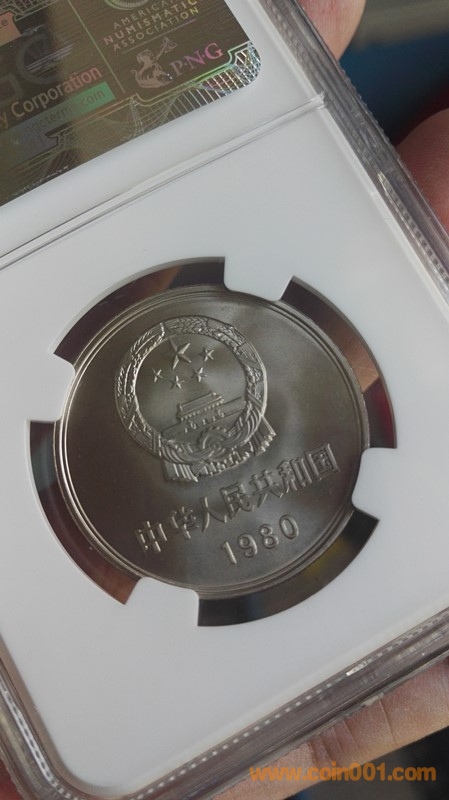 AMERICAN
NUMISMATIC
ASSOCIATION
PNG
y Corporation
中华人民共和国
1980
www.coin001.com